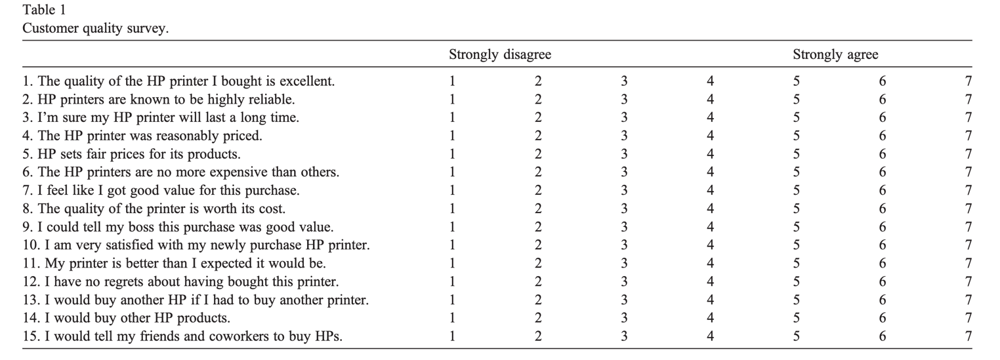 Table 1
Customer quality survey.
Strongly disagree Strongly agree
1. The quality of the HP printer I bought is excellent. 1 2 3 4 5 6 7
2. HP printers are known to be highly reliable. 1 2 3 4 5 6 7
3. I’m sure my HP printer will last a long time. 1 2 3 4 5 6 7
4. The HP printer was reasonably priced. 1 2 3 4 5 6 7
5. HP sets fair prices for its products. 1 2 3 4 5 6 7
6. The HP printers are no more expensive than others. 1 2 3 4 5 6 7
7. I feel like I got good value for this purchase. 1 2 3 4 5 6 7
8. The quality of the printer is worth its cost. 1 2 3 4 5 6 7
9. I could tell my boss this purchase was good value. 1 2 3 4 5 6 7
10. I am very satisfied with my newly purchase HP printer. 1 2 3 4 5 6 7
11. My printer is better than I expected it would be. 1 2 3 4 5 6 7
12. I have no regrets about having bought this printer. 1 2 3 4 5 6 7
13. I would buy another HP if I had to buy another printer. 1 2 3 4 5 6 7
14. I would buy other HP products. 1 2 3 4 5 6 7
15. I would tell my friends and coworkers to buy HPs. 1 2 3 4 5 6 7